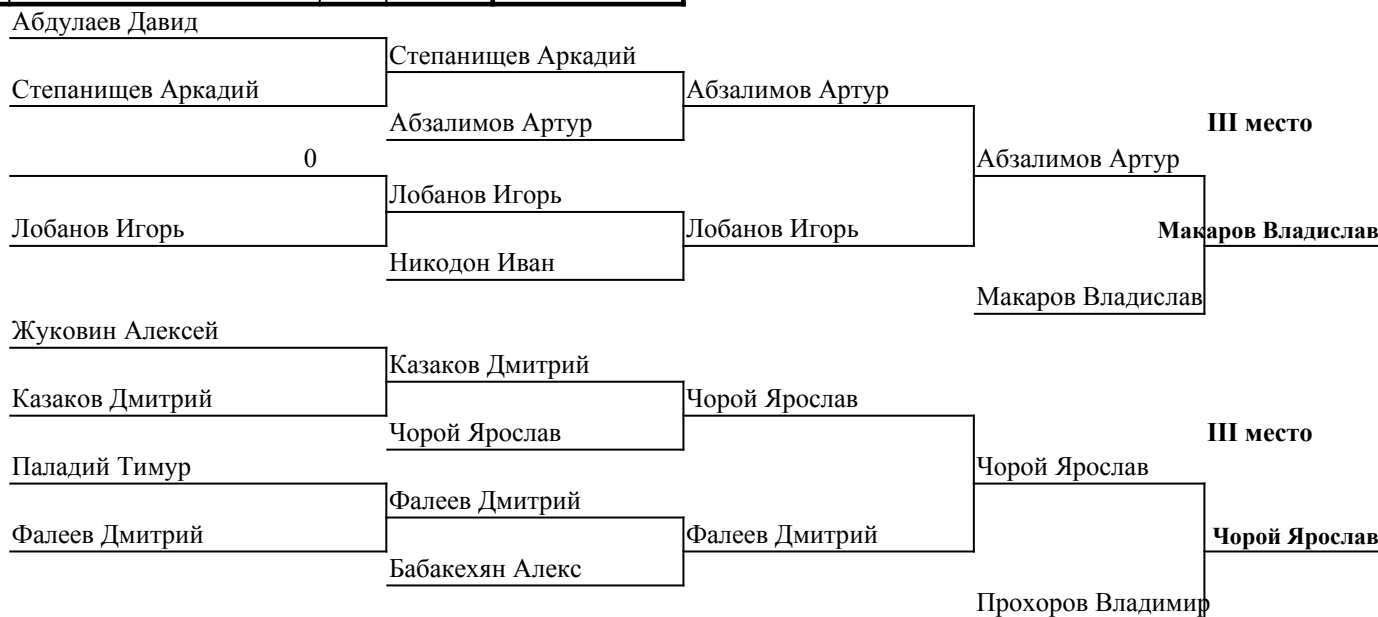 Абдулаев Давид
Степанищев Аркадий
Степанищев Аркадий
Абзалимов Артур
Абзалимов Артур
III место
0
Абзалимов Артур
Лобанов Игорь
Лобанов Игорь
Лобанов Игорь
Макаров Владислав
Никодон Иван
Макаров Владислав
Жуковин Алексей
Казаков Дмитрий
Казаков Дмитрий
Чорой Ярослав
Чорой Ярослав
III место
Паладий Тимур
Чорой Ярослав
Фалеев Дмитрий
Фалеев Дмитрий
Фалеев Дмитрий
Чорой Ярослав
Бабакехян Алекс
Прохоров Владимир